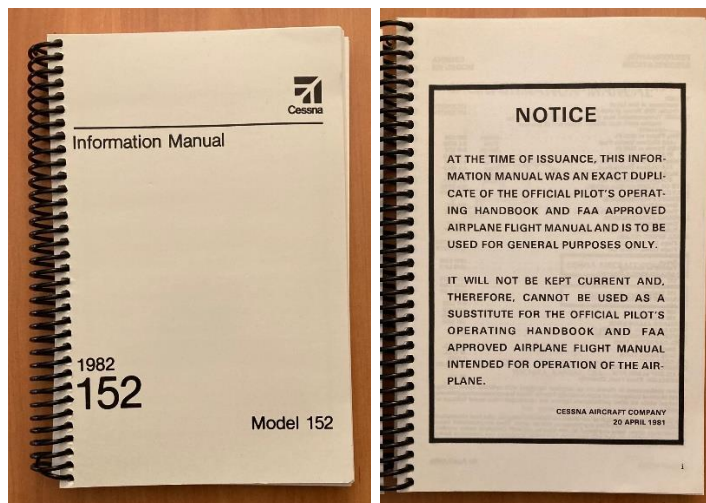 Cessna
Information Manual
1982
152
Model 152
NOTICE
AT THE TIME OF ISSUANCE, THIS INFOR-
MATION MANUAL WAS AN EXACT DUPLI-
CATE OF THE OFFICIAL PILOT'S OPERAT-
ING HANDBOOK AND FAA APPROVED
AIRPLANE FLIGHT MANUAL AND IS TO BE
USED FOR GENERAL PURPOSES ONLY.
IT WILL NOT BE KEPT CURRENT AND,
THEREFORE, CANNOT BE USED AS A
SUBSTITUTE FOR THE OFFICIAL PILOT'S
OPERATING HANDBOOK AND FAA
APPROVED AIRPLANE FLIGHT MANUAL
INTENDED FOR OPERATION OF THE AIR-
PLANE.
CESSNA AIRCRAFT COMPANY
20 APRIL 1981
i